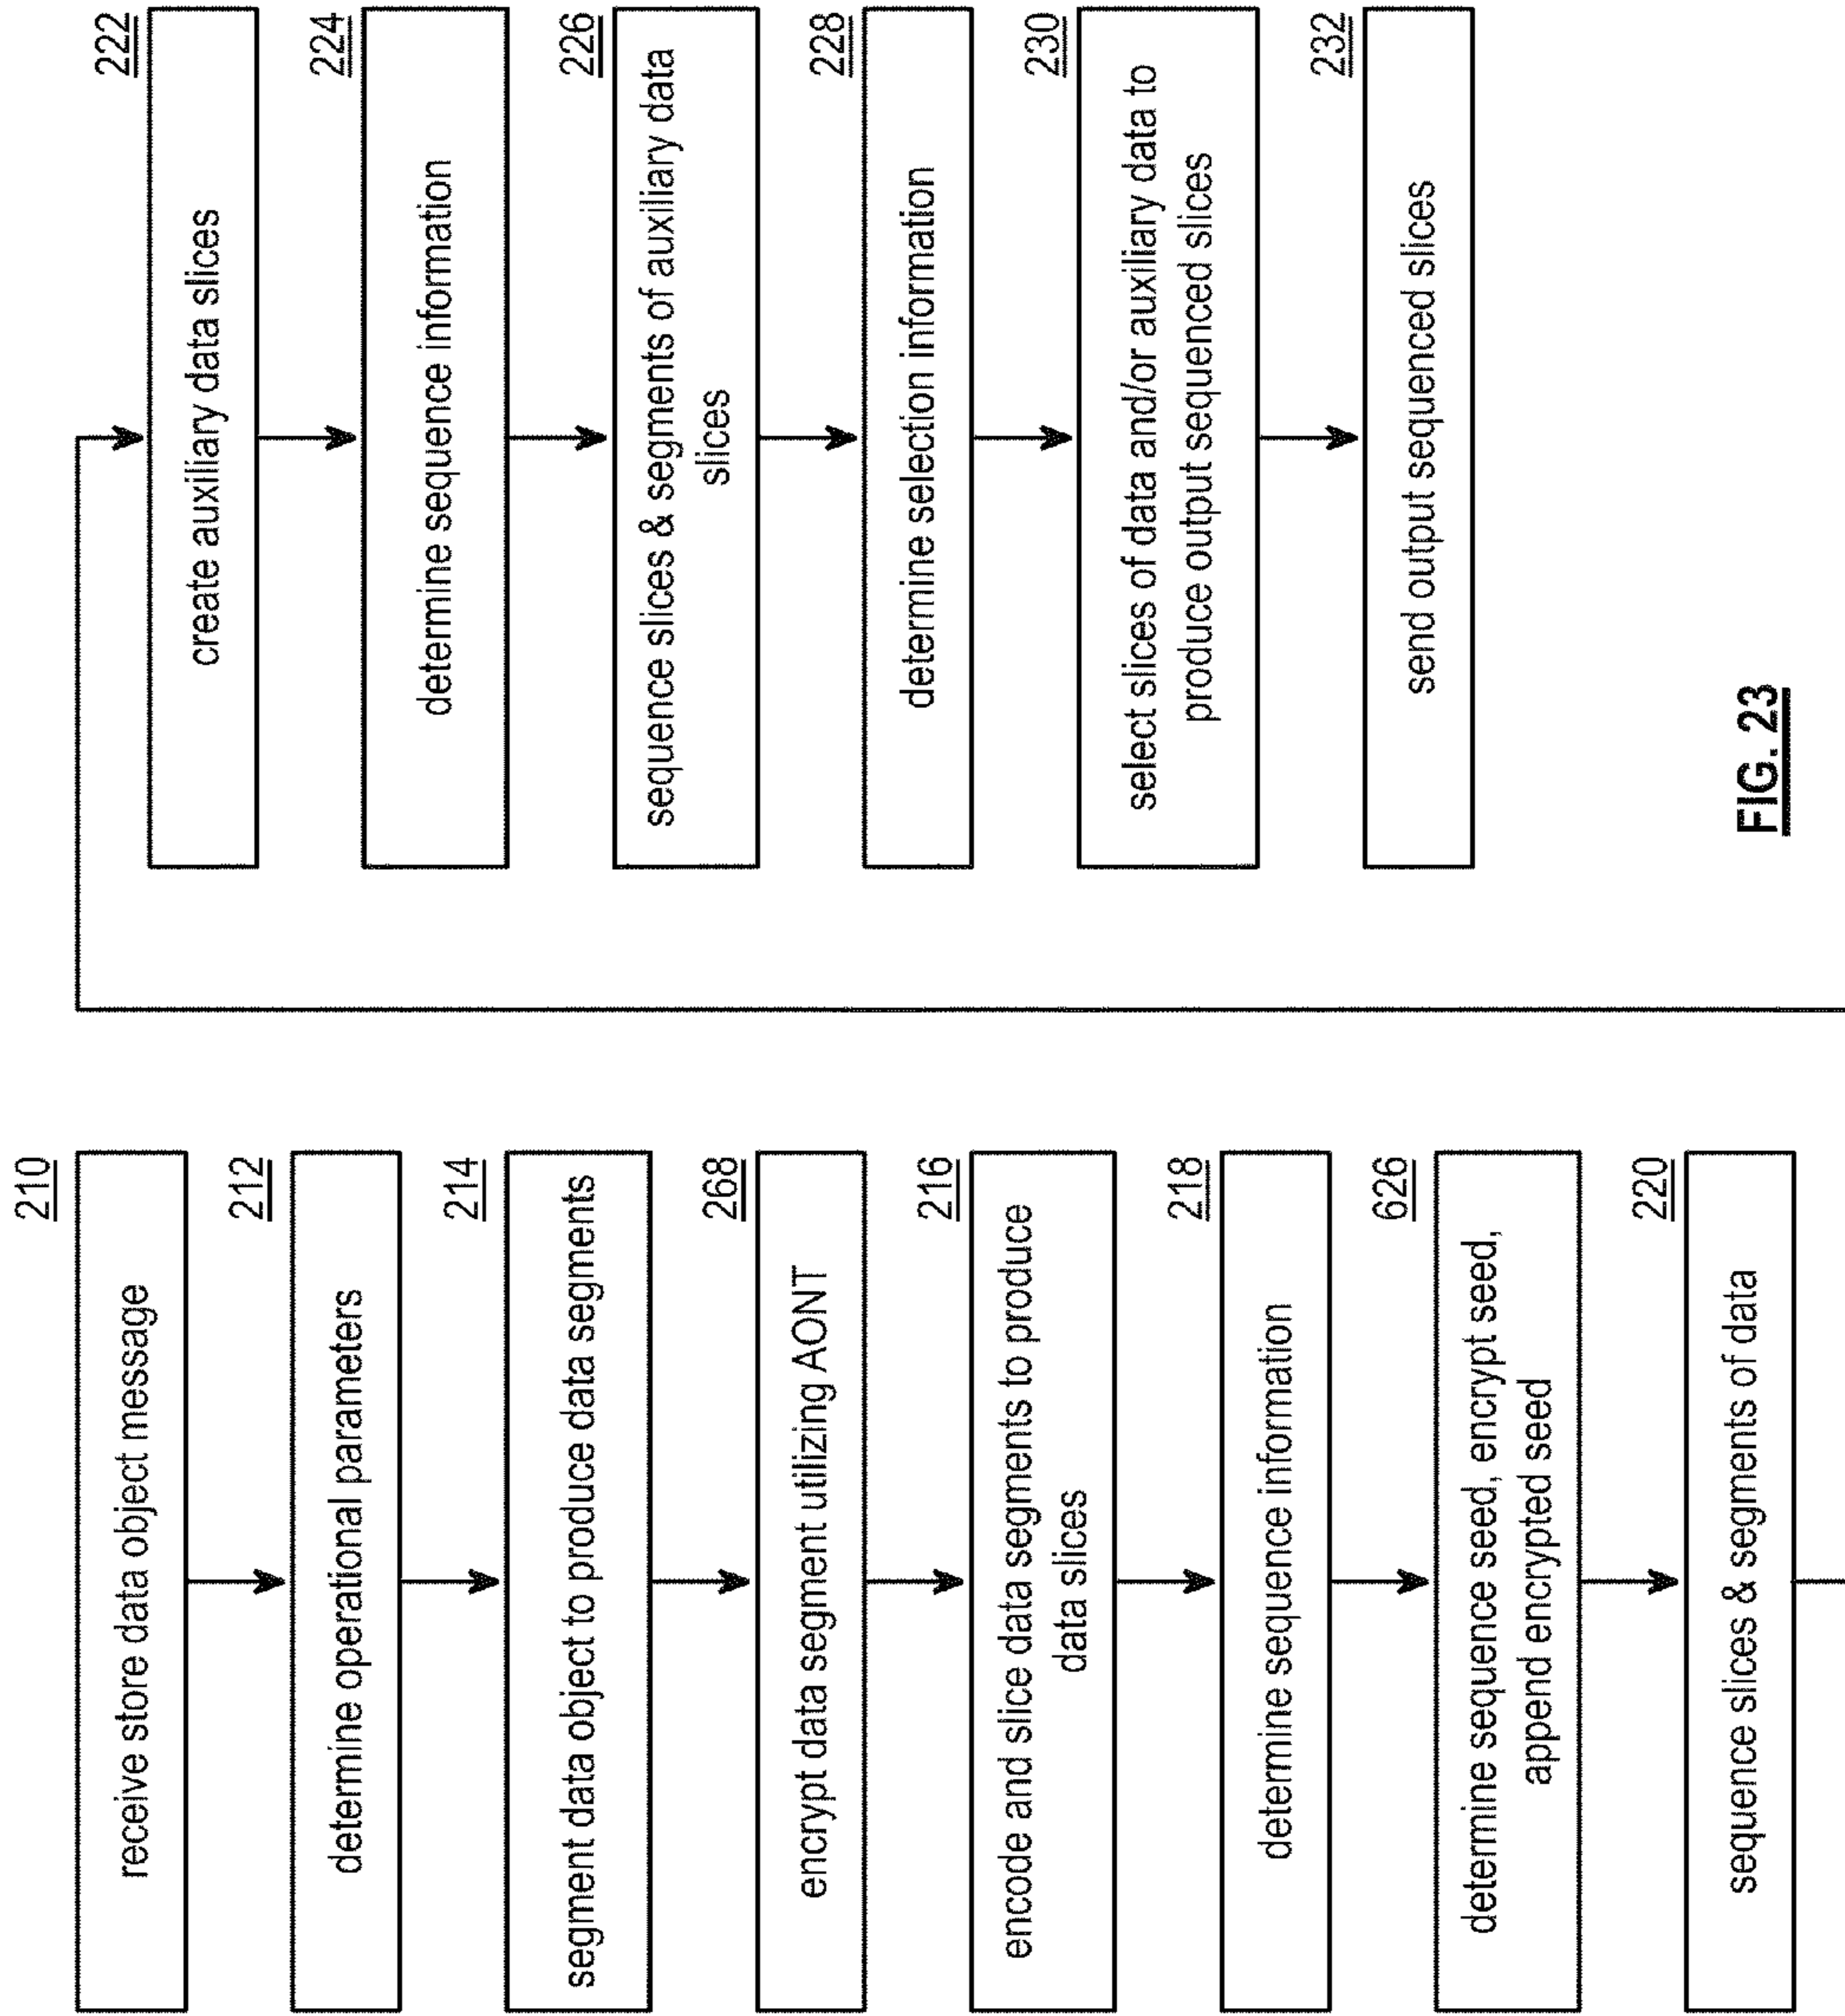 210
receive store data object message
212
determine operational parameters
214
segment data object to produce data segments
268
encrypt data segment utilizing AONT
216
encode and slice data segments to produce
data slices
218
determine sequence information
626
determine sequence seed, encrypt seed,
append encrypted seed
220
sequence slices & segments of data
222
create auxiliary data slices
224
determine sequence information
226
sequence slices & segments of auxiliary data
slices
228
determine selection information
230
select slices of data and/or auxiliary data to
produce output sequenced slices
232
send output sequenced slices
FIG. 23